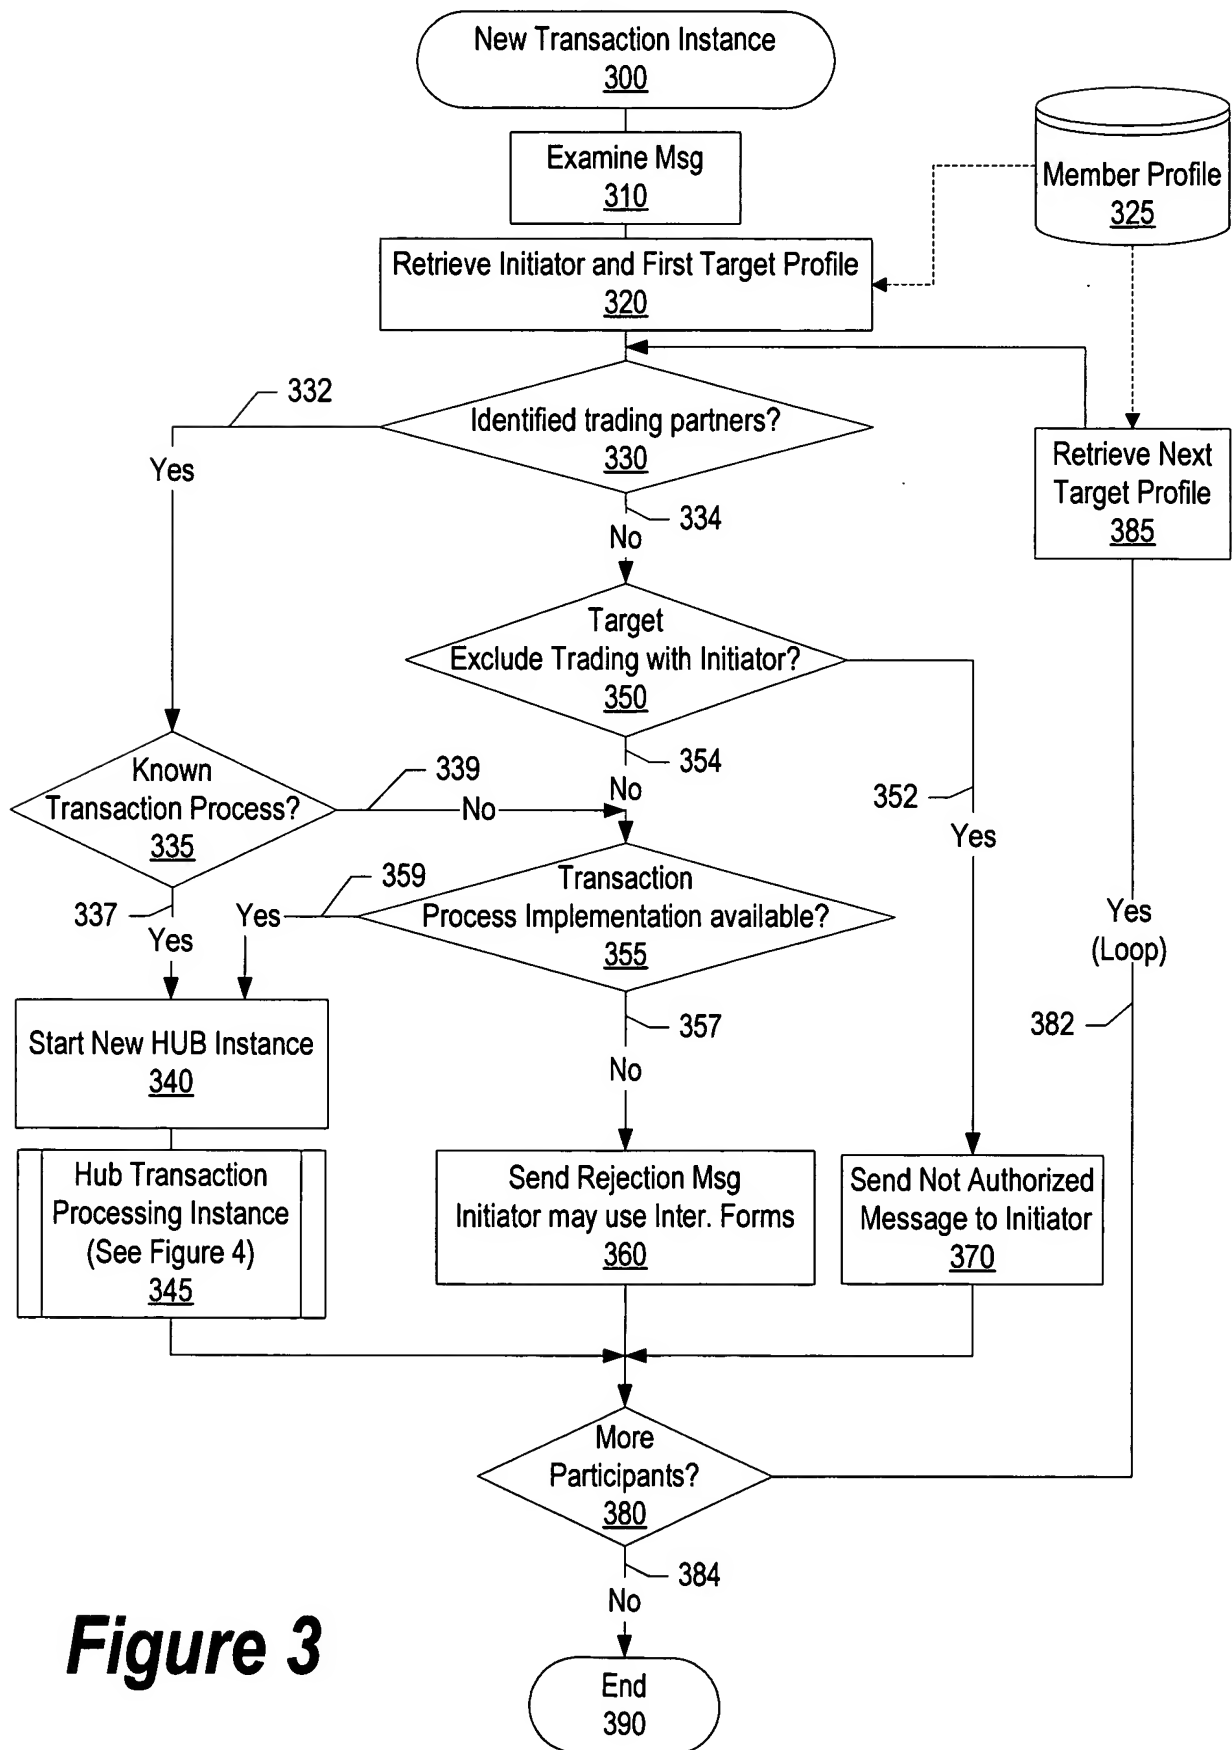 New Transaction Instance
300
Examine Msg
310
Member Profile
325
Retrieve Initiator and First Target Profile
320
332
Identified trading partners?
330
Yes
Retrieve Next
Target Profile
385
334
No
Target
Exclude Trading with Initiator?
350
354
No
352
Yes
Known
Transaction Process?
335
339
No
337
Yes
359
Yes
Transaction
Process Implementation available?
355
Yes
(Loop)
382
357
No
Start New HUB Instance
340
Hub Transaction
Processing Instance
(See Figure 4)
345
Send Rejection Msg
Initiator may use Inter. Forms
360
Send Not Authorized
Message to Initiator
370
More
Participants?
380
384
No
End
390
Figure 3